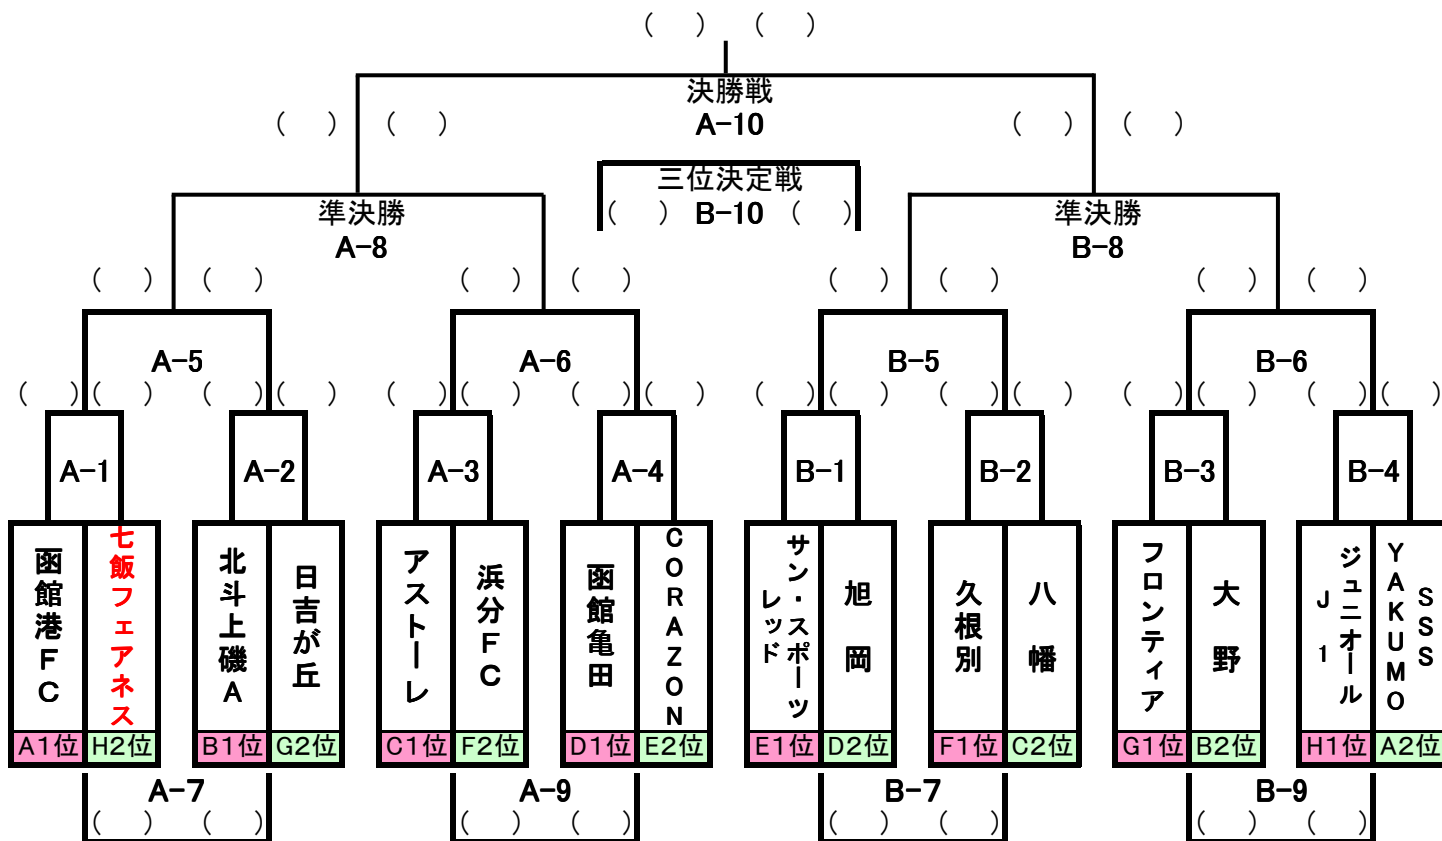 (　) (　)
決勝戦
(　) (　) A-10 (　) (　)
三位決定戦
(　) B-10 (　)
準決勝 準決勝
A-8 B-8
(　) (　) (　) (　) (　) (　) (　) (　)
A-5 A-6 B-5 B-6
(　) (　) (　) (　) (　) (　) (　) (　) (　) (　) (　) (　) (　) (　) (　) (　)
A-1 A-2 A-3 A-4 B-1 B-2 B-3 B-4
函館港FC
七飯フェアネス
北斗上磯A
日吉が丘
アストーレ
浜分FC
函館亀田
CORAZON
サン・スポーツ
レッド
旭岡
久根別
八幡
フロンティア
大野
ジュニオール
J1
YAKUMO
SSS
A1位 H2位 B1位 G2位 C1位 F2位 D1位 E2位 E1位 D2位 F1位 C2位 G1位 B2位 H1位 A2位
A-7 A-9 B-7 B-9
(　) (　) (　) (　) (　) (　) (　) (　)